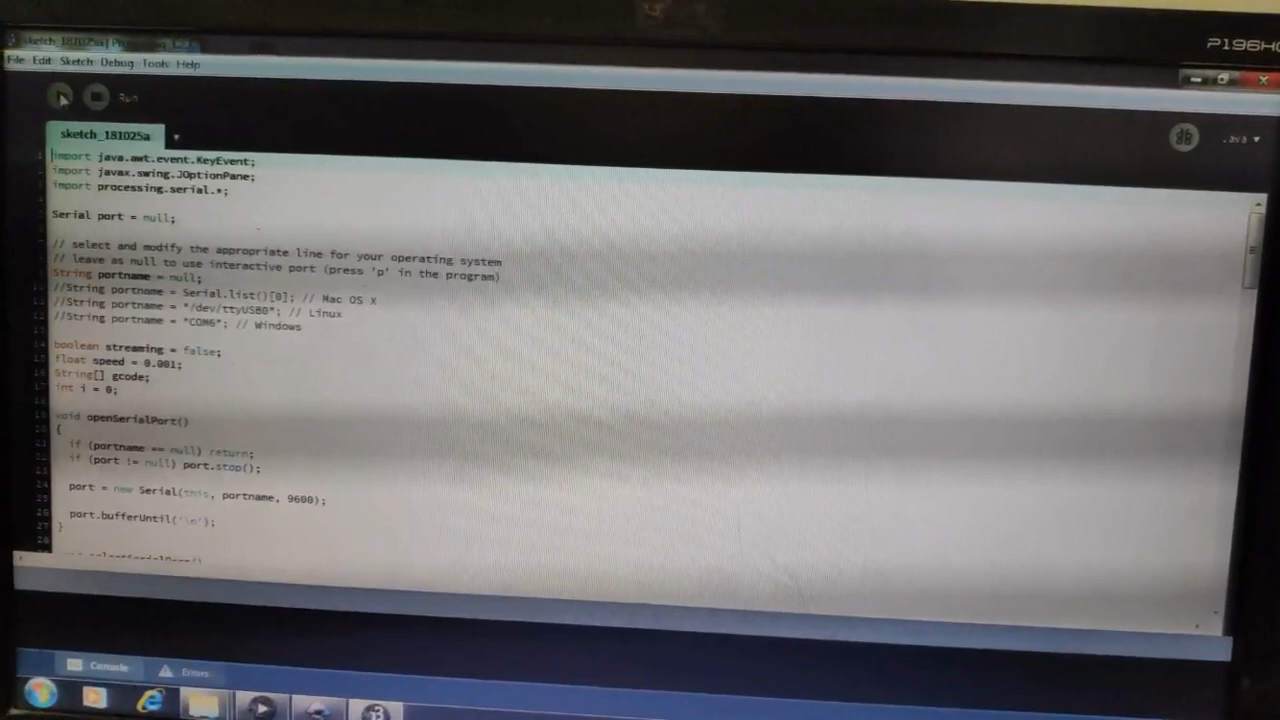 P196H
File Edit Sketch Debug Tools Help
Run
sketch_181025a
import java.awt.event.KeyEvent;
import javax.swing.JOptionPane;
import processing.serial.*;
Serial port = null;
// select and modify the appropriate line for your operating system
// leave as null to use interactive port (press 'p' in the program)
String portname = null;
//String portname = Serial.list()[0]; // Mac OS X
//String portname = "/dev/ttyUSB0"; // Linux
//String portname = "COM6"; // Windows
boolean streaming = false;
float speed = 0.001;
String[] gcode;
int i = 0;
void openSerialPort()
{
if (portname == null) return;
if (port != null) port.stop();
port = new Serial(this, portname, 9600);
port.bufferUntil('\n');
}
Console
Errors